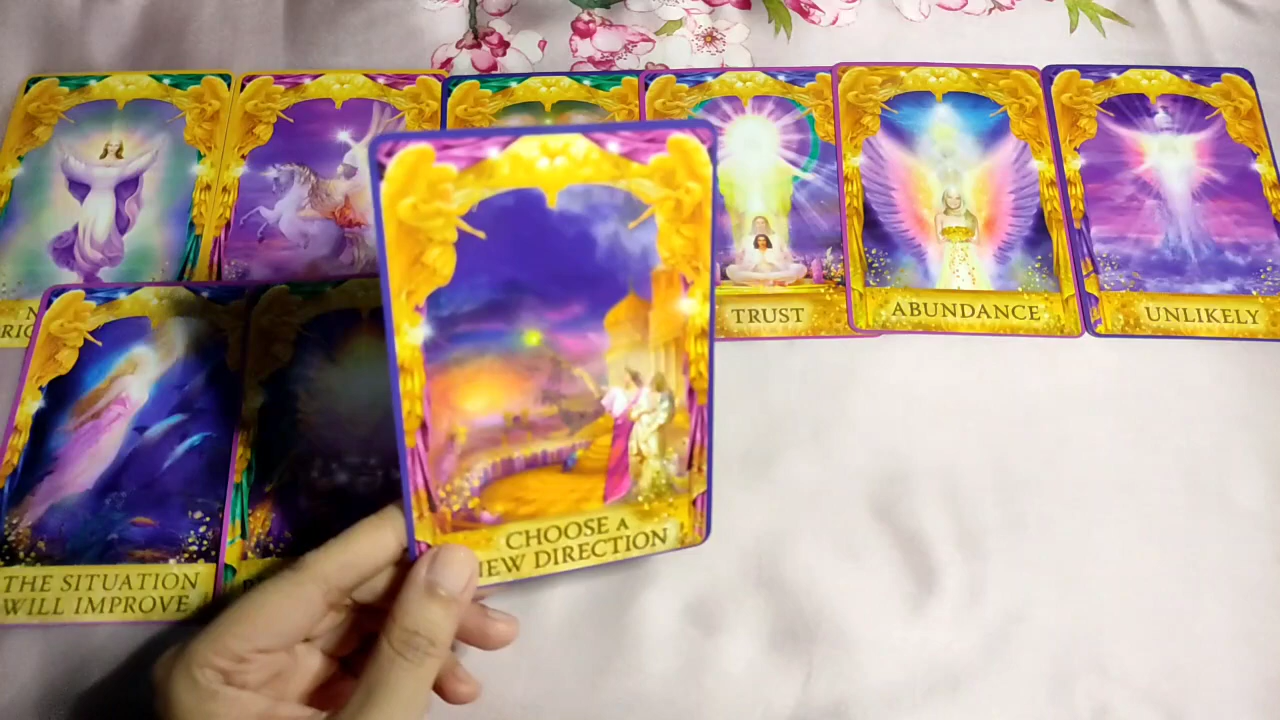 TRUST
ABUNDANCE
UNLIKELY
CHOOSE A
NEW DIRECTION
THE SITUATION
WILL IMPROVE